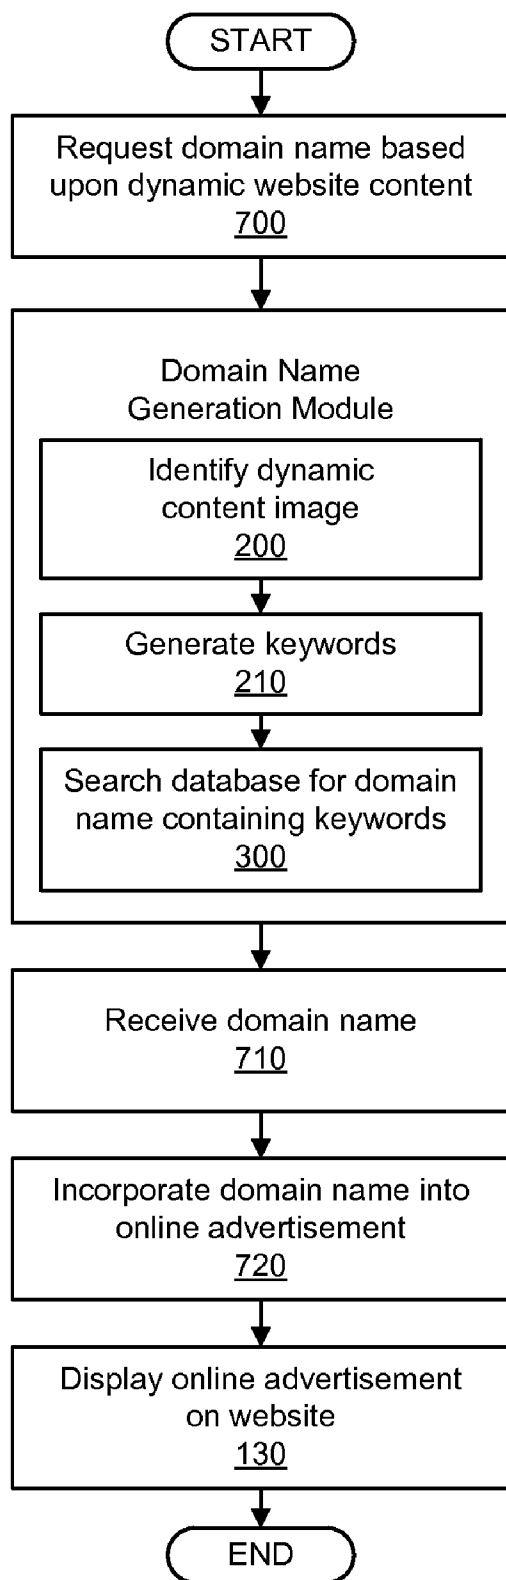 START
Request domain name based
upon dynamic website content
700
Domain Name
Generation Module
Identify dynamic
content image
200
Generate keywords
210
Search database for domain
name containing keywords
300
Receive domain name
710
Incorporate domain name into
online advertisement
720
Display online advertisement
on website
130
END